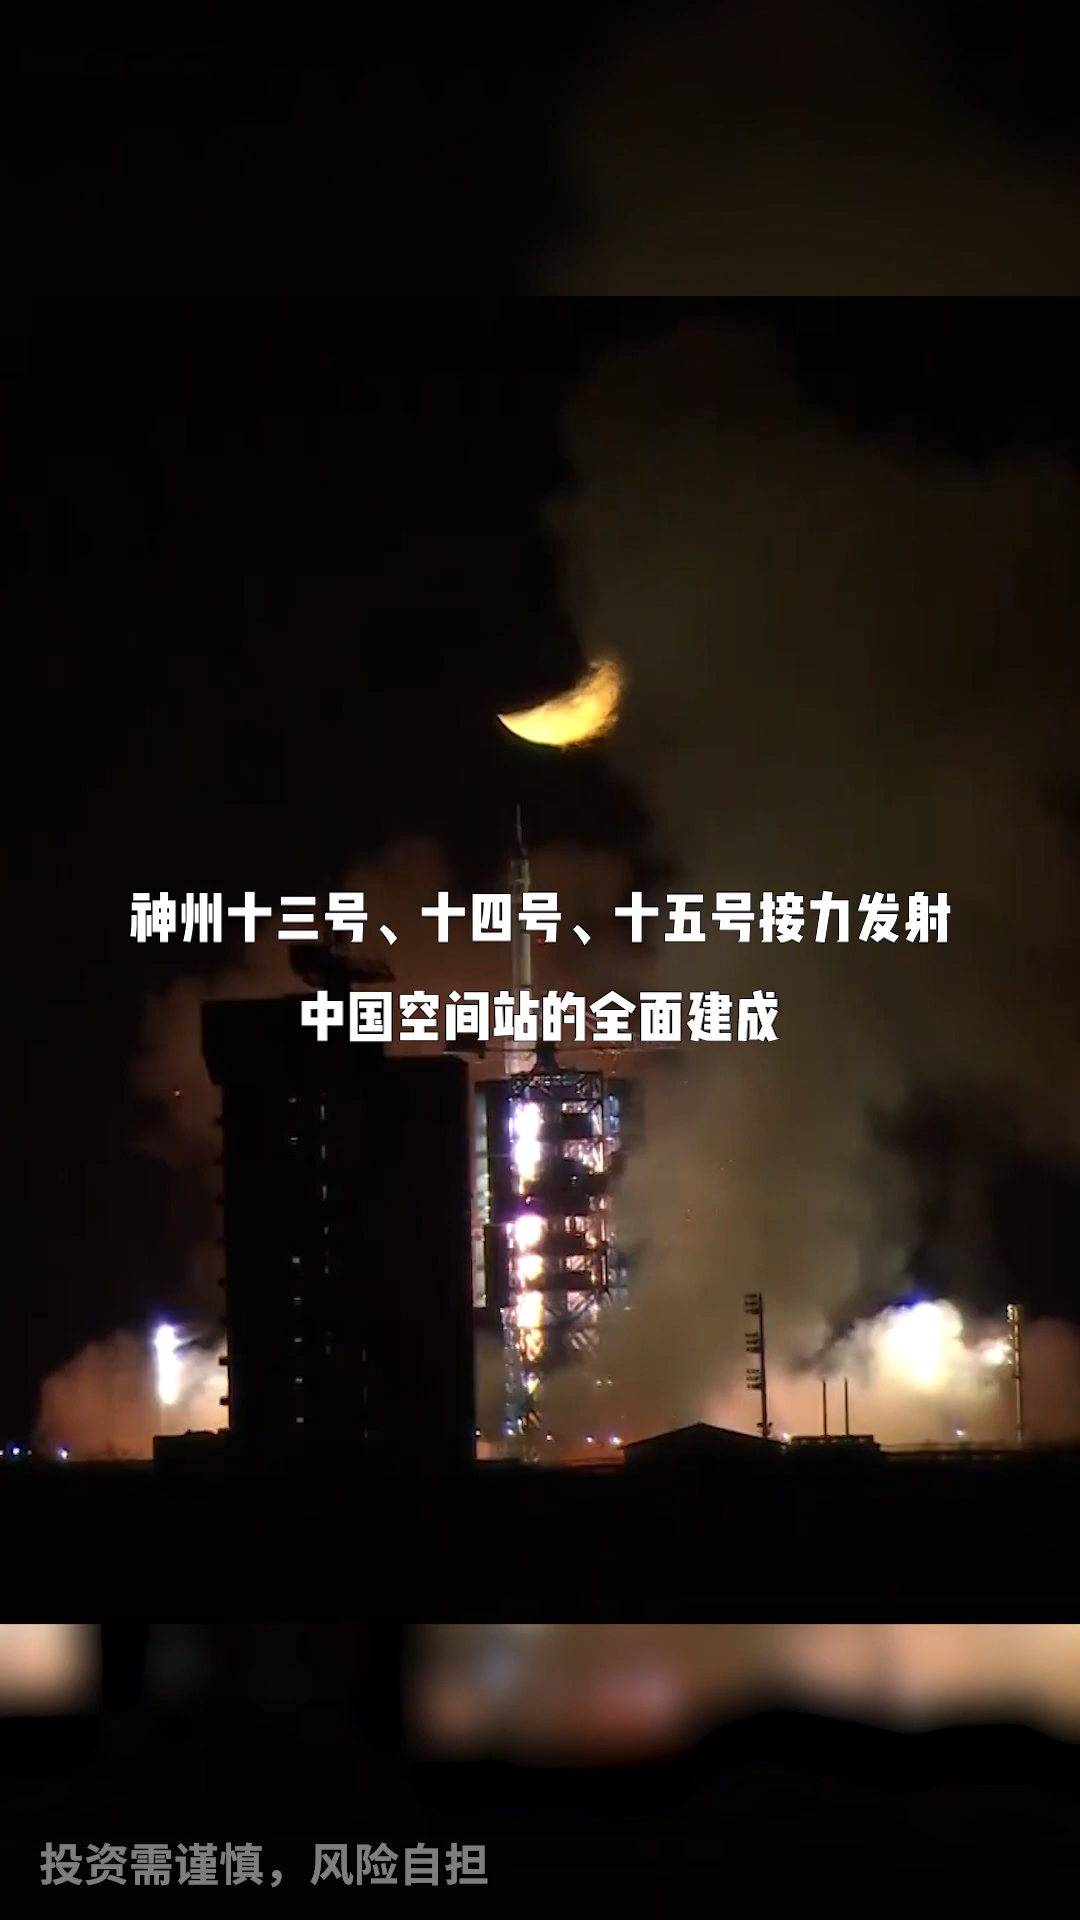 神州十三号、十四号、十五号接力发射
中国空间站的全面建成
投资需谨慎，风险自担